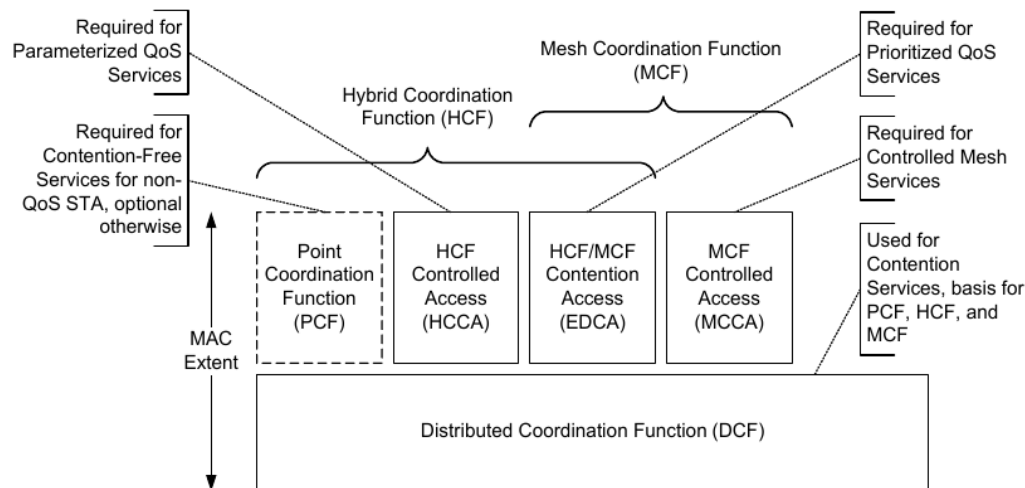 Required for
Parameterized QoS
Services
Required for
Contention-Free
Services for non-
QoS STA, optional
otherwise
Mesh Coordination Function
(MCF)
Hybrid Coordination
Function (HCF)
Required for
Prioritized QoS
Services
Required for
Controlled Mesh
Services
Used for
Contention
Services, basis for
PCF, HCF, and
MCF
MAC
Extent
Point
Coordination
Function
(PCF)
HCF
Controlled
Access
(HCCA)
HCF/MCF
Contention
Access
(EDCA)
MCF
Controlled
Access
(MCCA)
Distributed Coordination Function (DCF)